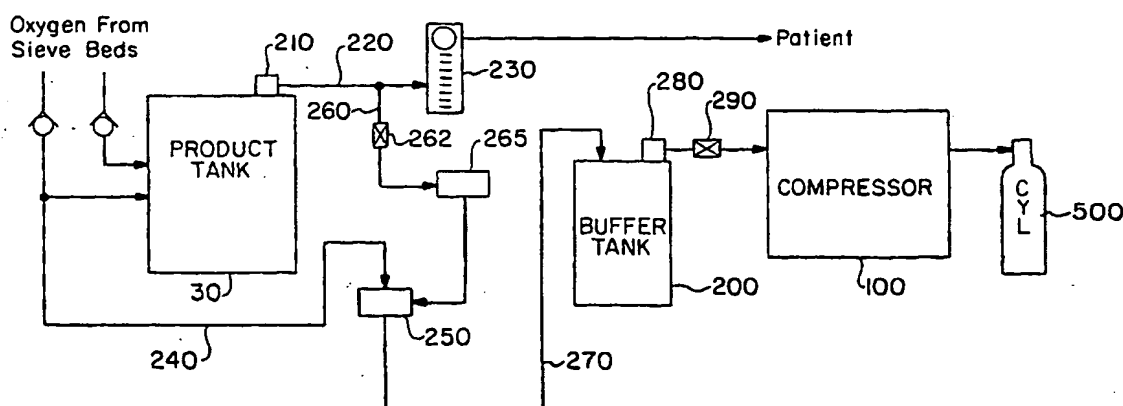 Oxygen From
Sieve Beds
210
220
230
Patient
260
262
265
280
290
PRODUCT
TANK
BUFFER
TANK
COMPRESSOR
CYL
500
30
240
250
270
200
100